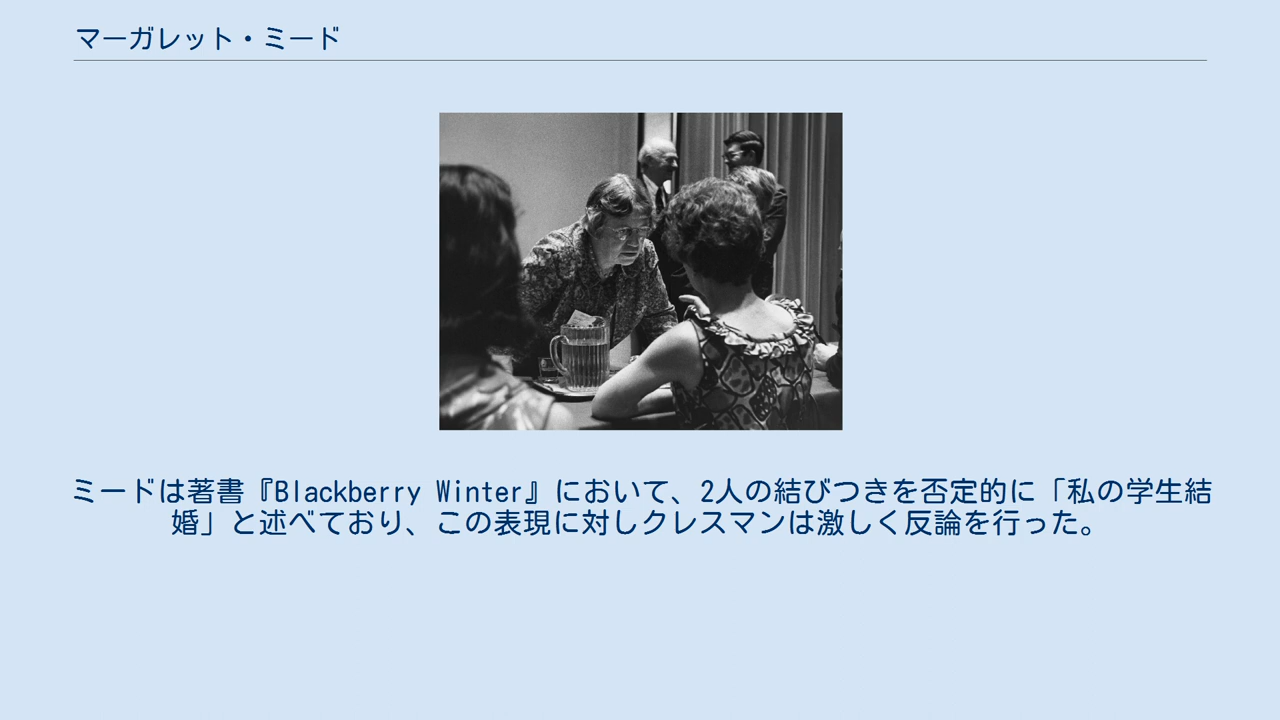 マーガレット・ミード
ミードは著書『Blackberry Winter』において、2人の結びつきを否定的に「私の学生結
婚」と述べており、この表現に対しクレスマンは激しく反論を行った。